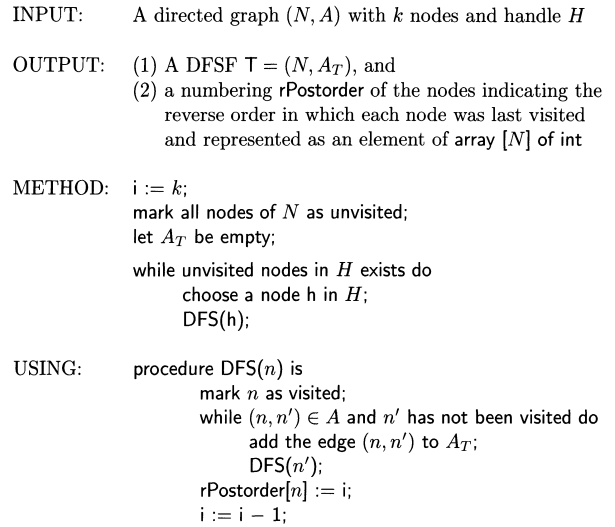 INPUT: A directed graph (N, A) with k nodes and handle H
OUTPUT: (1) A DFSF T = (N, A_T), and
(2) a numbering rPostorder of the nodes indicating the
reverse order in which each node was last visited
and represented as an element of array [N] of int
METHOD: i := k;
mark all nodes of N as unvisited;
let A_T be empty;
while unvisited nodes in H exists do
choose a node h in H;
DFS(h);
USING: procedure DFS(n) is
mark n as visited;
while (n, n′) ∈ A and n′ has not been visited do
add the edge (n, n′) to A_T;
DFS(n′);
rPostorder[n] := i;
i := i − 1;